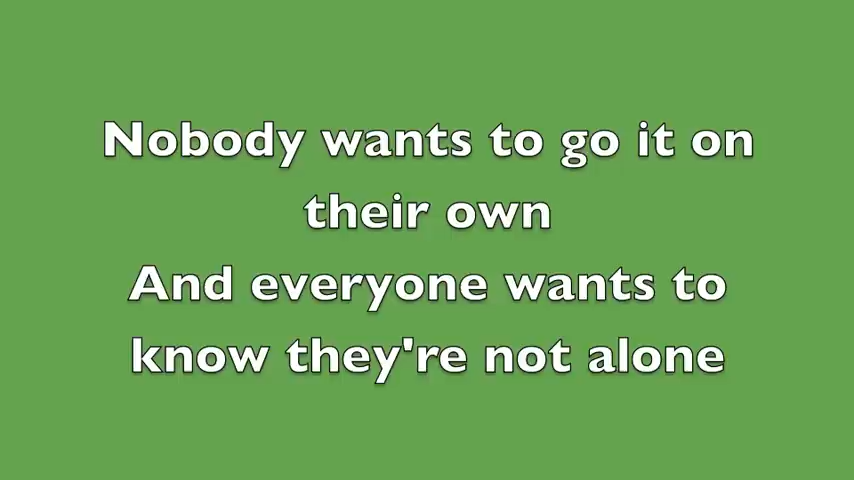 Nobody wants to go it on
their own
And everyone wants to
know they're not alone